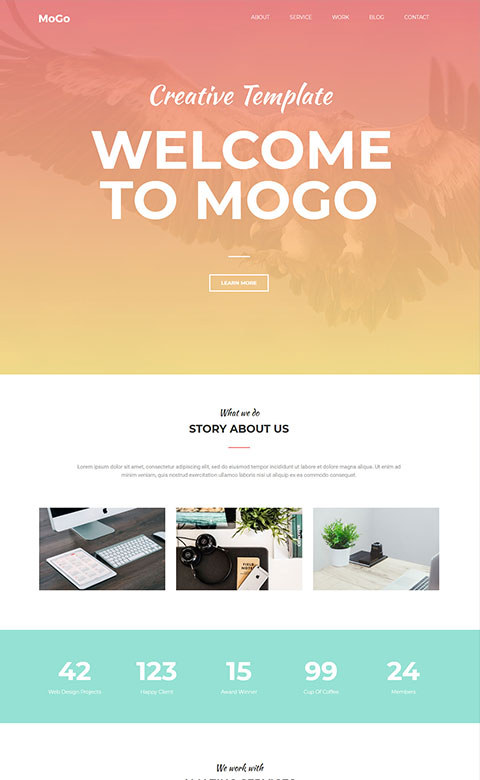 MoGo
ABOUT SERVICE WORK BLOG CONTACT
Creative Template
WELCOME
TO MOGO
LEARN MORE
What we do
STORY ABOUT US
Lorem ipsum dolor sit amet, consectetur adipiscing elit, sed do eiusmod tempor incididunt ut labore et dolore magna aliqua. Ut enim ad
minim veniam, quis nostrud exercitation ullamco laboris nisi ut aliquip ex ea commodo consequat.
FIELD
NOTES
42 123 15 99 24
Web Design Projects Happy Client Award Winner Cup Of Coffee Members
We work with